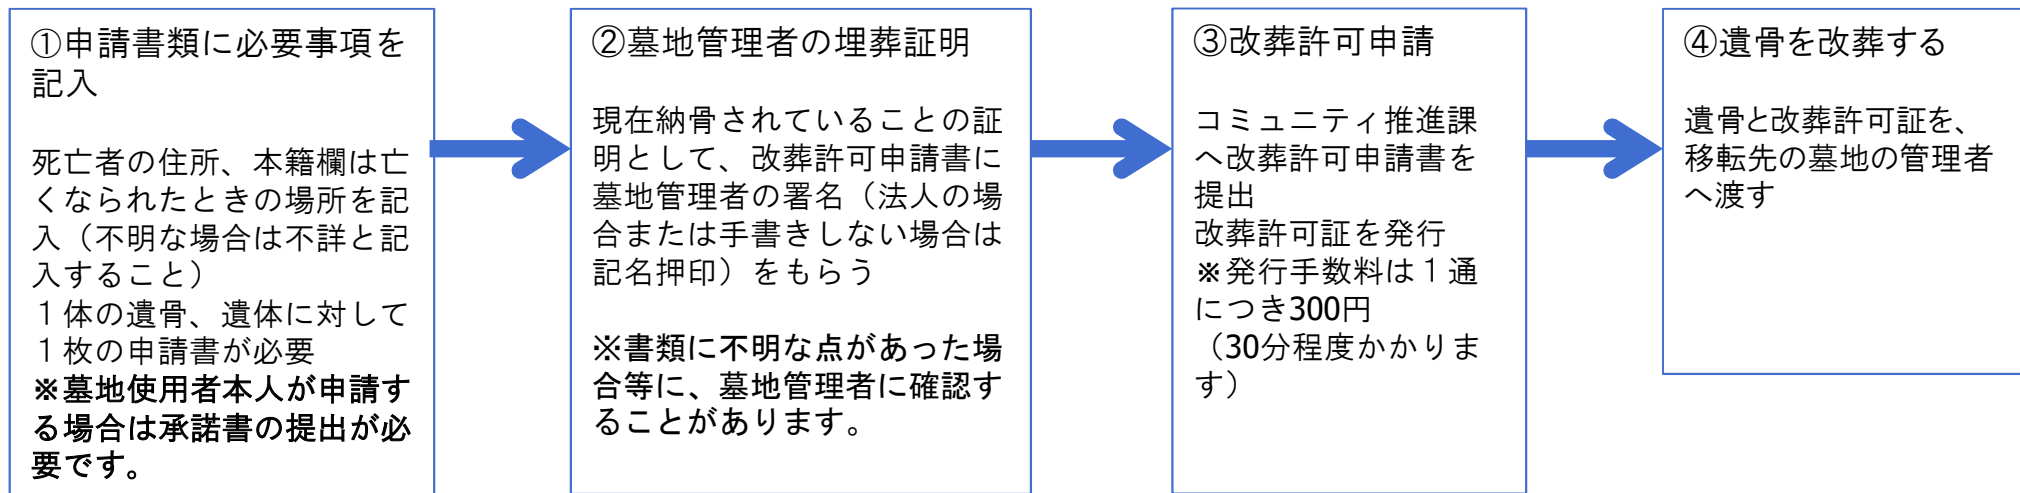 ①申請書類に必要事項を
記入
死亡者の住所、本籍欄は亡
くなられたときの場所を記
入（不明な場合は不詳と記
入すること）
１体の遺骨、遺体に対して
１枚の申請書が必要
※墓地使用者本人が申請す
る場合は承諾書の提出が必
要です。
②墓地管理者の埋葬証明
現在納骨されていることの証
明として、改葬許可申請書に
墓地管理者の署名（法人の場
合または手書きしない場合は
記名押印）をもらう
※書類に不明な点があった場
合等に、墓地管理者に確認す
ることがあります。
③改葬許可申請
コミュニティ推進課
へ改葬許可申請書を
提出
改葬許可証を発行
※発行手数料は１通
につき300円
（30分程度かかりま
す）
④遺骨を改葬する
遺骨と改葬許可証を、
移転先の墓地の管理者
へ渡す